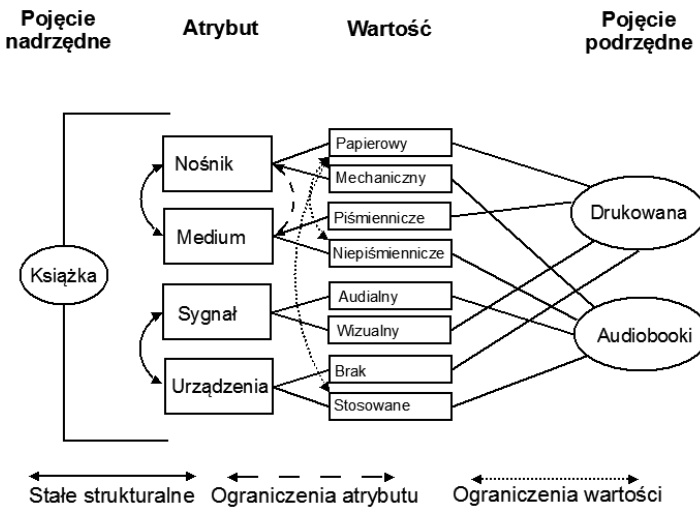 Pojęcie nadrzędne
Atrybut
Wartość
Pojęcie podrzędne
Książka
Nośnik
Medium
Sygnał
Urządzenia
Papierowy
Mechaniczny
Piśmiennicze
Niepiśmiennicze
Audialny
Wizualny
Brak
Stosowane
Drukowana
Audiobooki
Stałe strukturalne
Ograniczenia atrybutu
Ograniczenia wartości